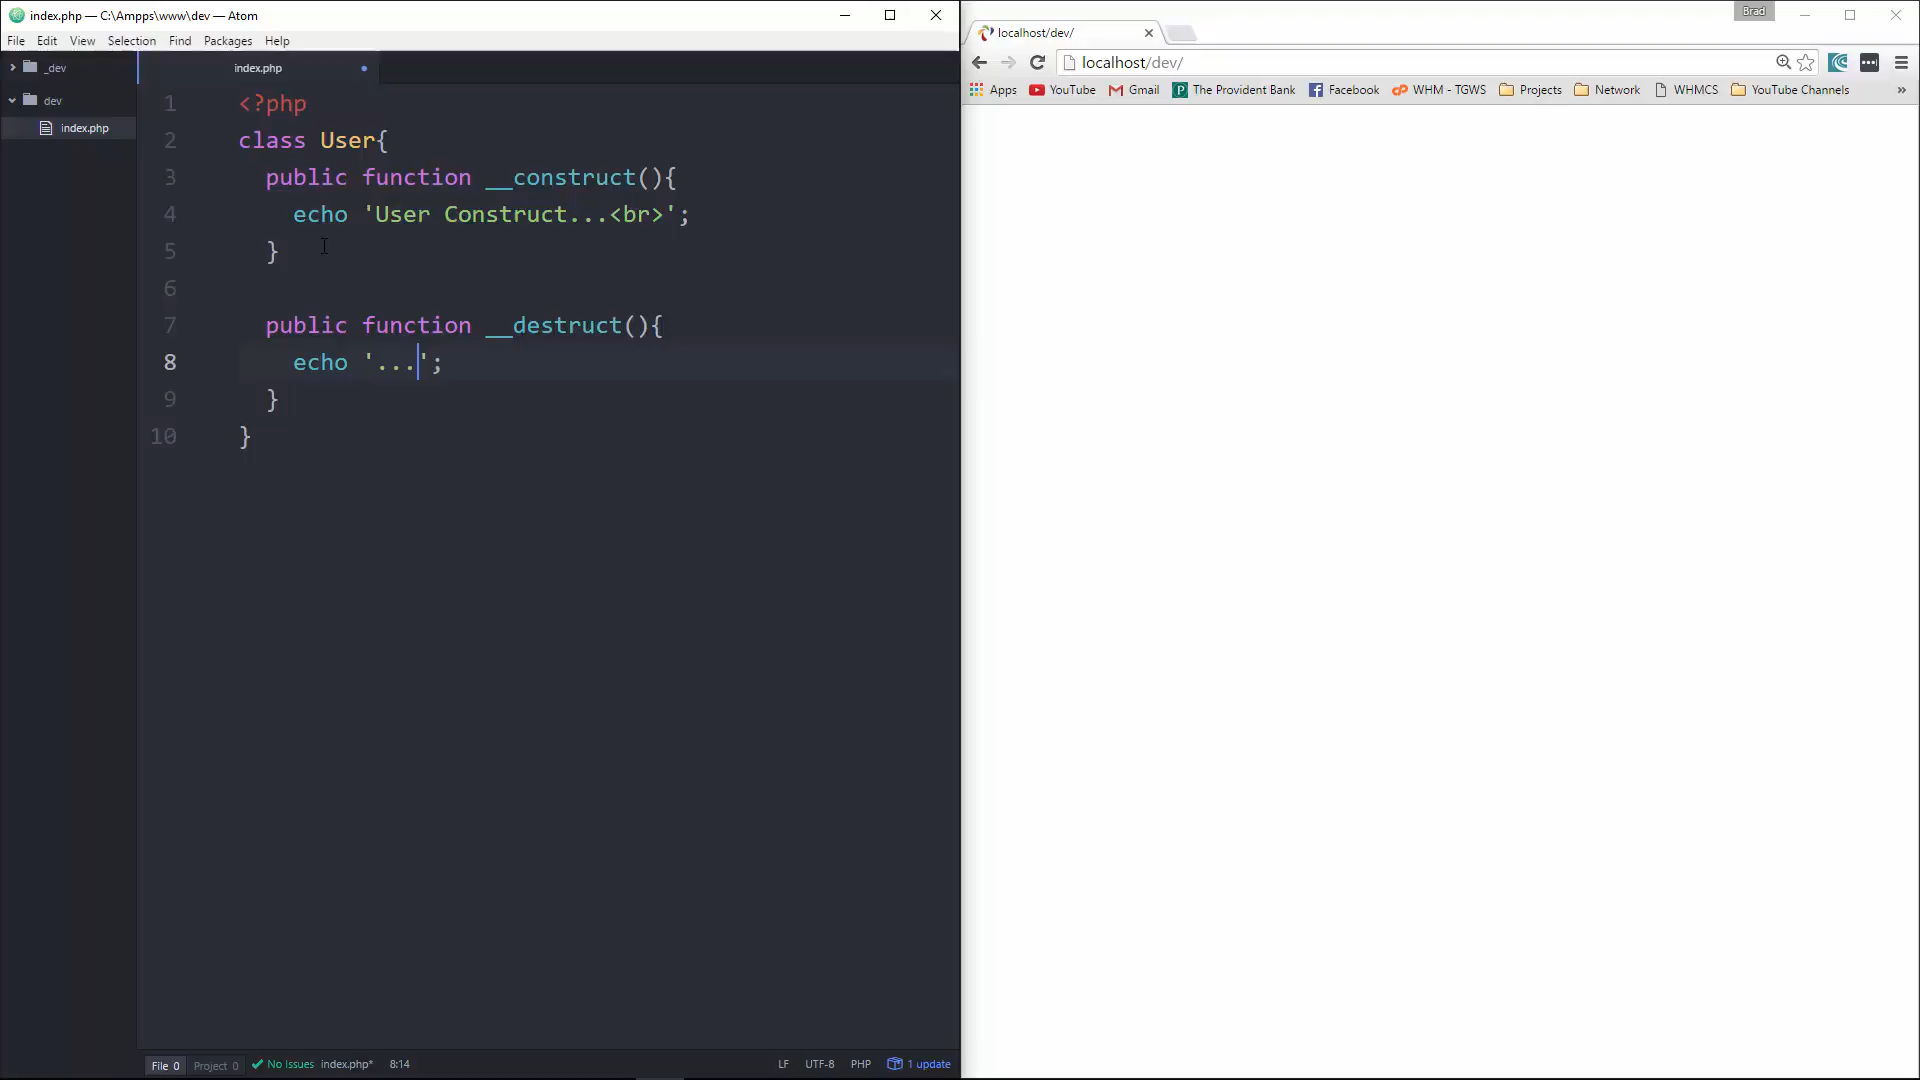 index.php — C:\Ampps\www\dev — Atom
File Edit View Selection Find Packages Help
_dev
dev
index.php
index.php
1 <?php
2 class User{
3 public function __construct(){
4 echo 'User Construct...<br>';
5 }
6
7 public function __destruct(){
8 echo '...';
9 }
10 }
File 0 Project 0 No Issues index.php* 8:14 LF UTF-8 PHP 1 update
Brad
localhost/dev/
localhost/dev/
Apps YouTube Gmail The Provident Bank Facebook WHM - TGWS Projects Network WHMCS YouTube Channels »